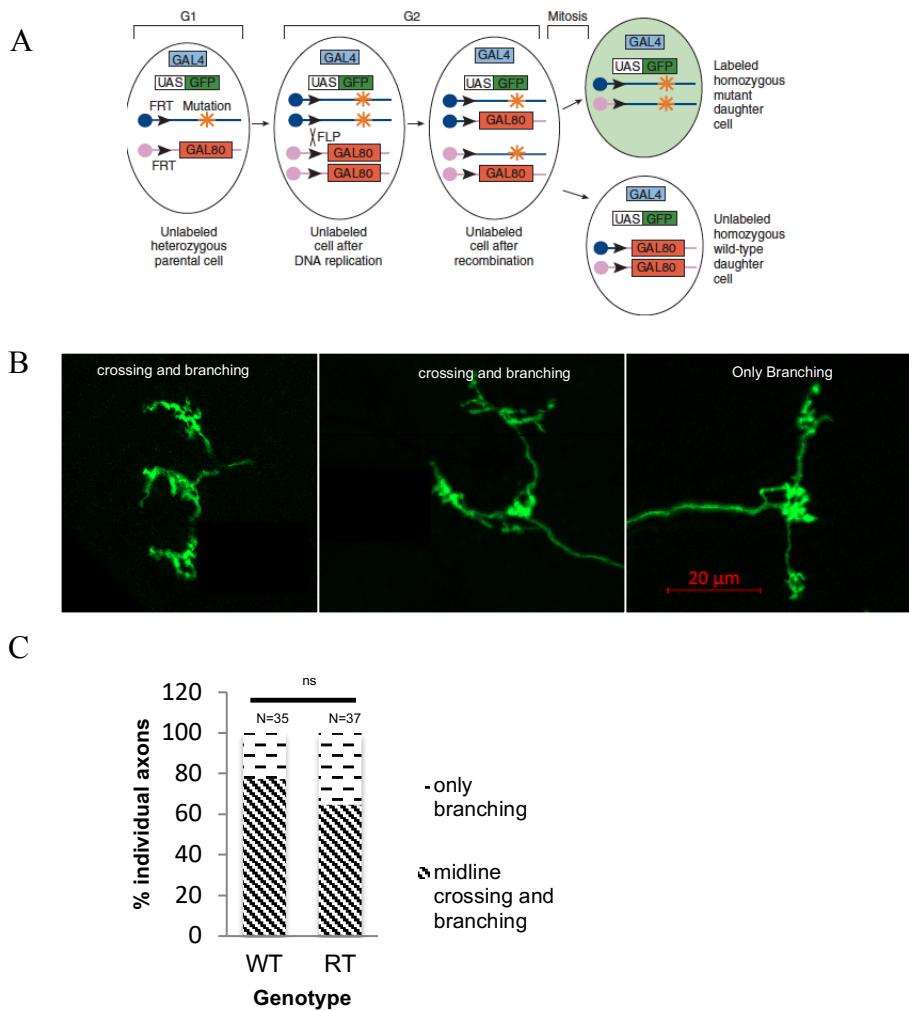 A
G1
G2
Mitosis
GAL4
UAS GFP
FRT Mutation
GAL80
FRT
Unlabeled
heterozygous
parental cell
GAL4
UAS GFP
FLP
GAL80
GAL80
Unlabeled
cell after
DNA replication
GAL4
UAS GFP
GAL80
GAL80
Unlabeled
cell after
recombination
GAL4
UAS GFP
Labeled
homozygous
mutant
daughter
cell
GAL4
UAS GFP
GAL80
GAL80
Unlabeled
homozygous
wild-type
daughter
cell
B
crossing and branching
crossing and branching
Only Branching
20 µm
C
ns
N=35
N=37
% individual axons
120
100
80
60
40
20
0
WT
RT
Genotype
only
branching
midline
crossing and
branching